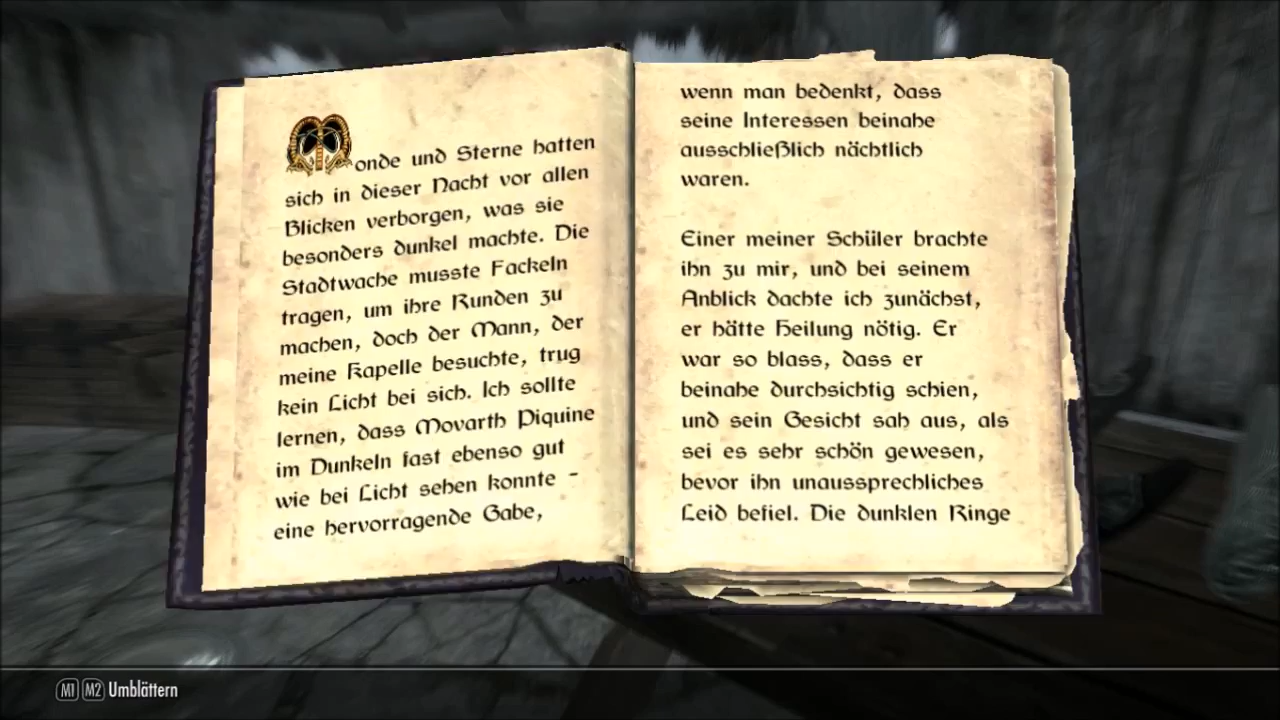 Monde und Sterne hatten
sich in dieser Nacht vor allen
Blicken verborgen, was sie
besonders dunkel machte. Die
Stadtwache musste Fackeln
tragen, um ihre Runden zu
machen, doch der Mann, der
meine Kapelle besuchte, trug
kein Licht bei sich. Ich sollte
lernen, dass Movarth Piquine
im Dunkeln fast ebenso gut
wie bei Licht sehen konnte -
eine hervorragende Gabe,
wenn man bedenkt, dass
seine Interessen beinahe
ausschließlich nächtlich
waren.
Einer meiner Schüler brachte
ihn zu mir, und bei seinem
Anblick dachte ich zunächst,
er hätte Heilung nötig. Er
war so blass, dass er
beinahe durchsichtig schien,
und sein Gesicht sah aus, als
sei es sehr schön gewesen,
bevor ihn unaussprechliches
Leid befiel. Die dunklen Ringe
M1 M2 Umblättern